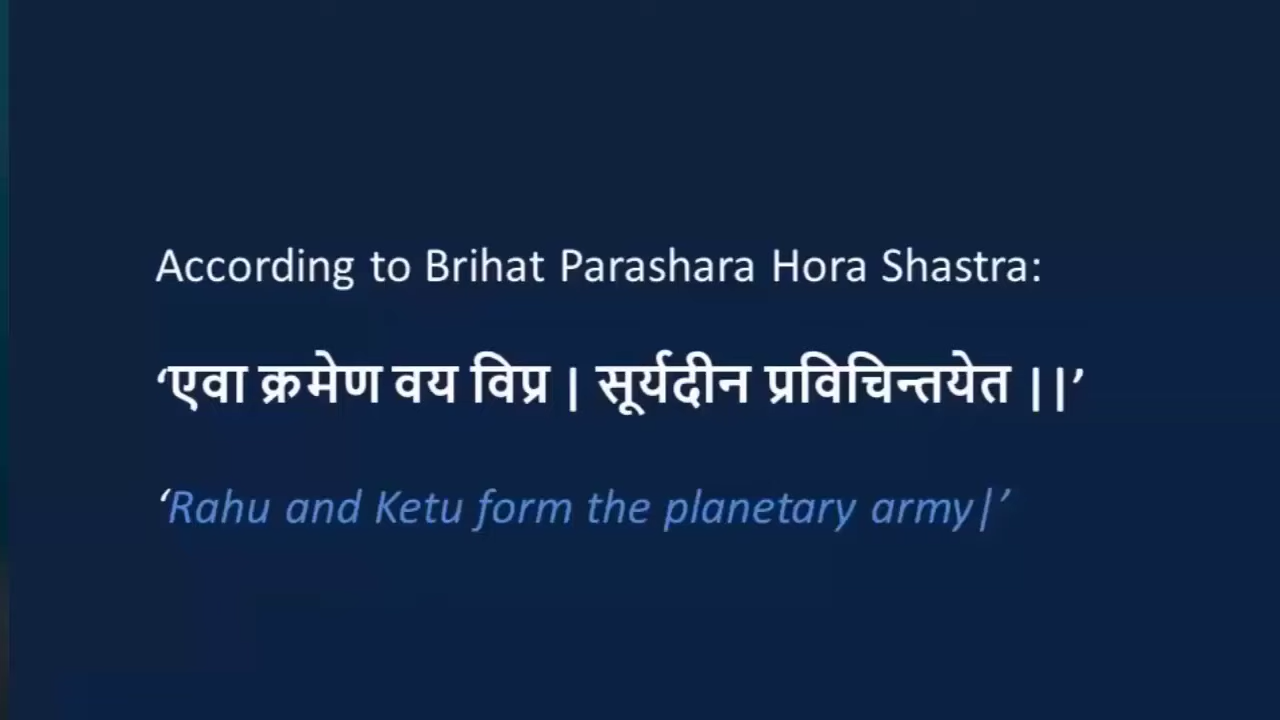 According to Brihat Parashara Hora Shastra:
‘एवा क्रमेण वय विप्र | सूर्यदीन प्रविचिन्तयेत ||’
‘Rahu and Ketu form the planetary army|’